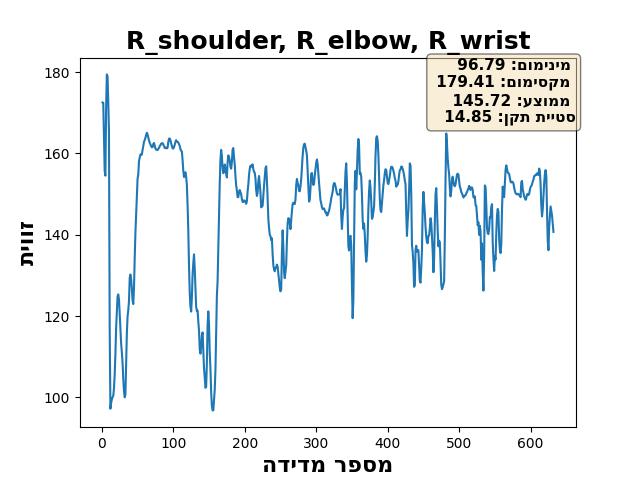 R_shoulder, R_elbow, R_wrist
מינימום: 96.79
מקסימום: 179.41
ממוצע: 145.72
סטיית תקן: 14.85
180
160
140
120
100
זווית
0 100 200 300 400 500 600
מספר מדידה